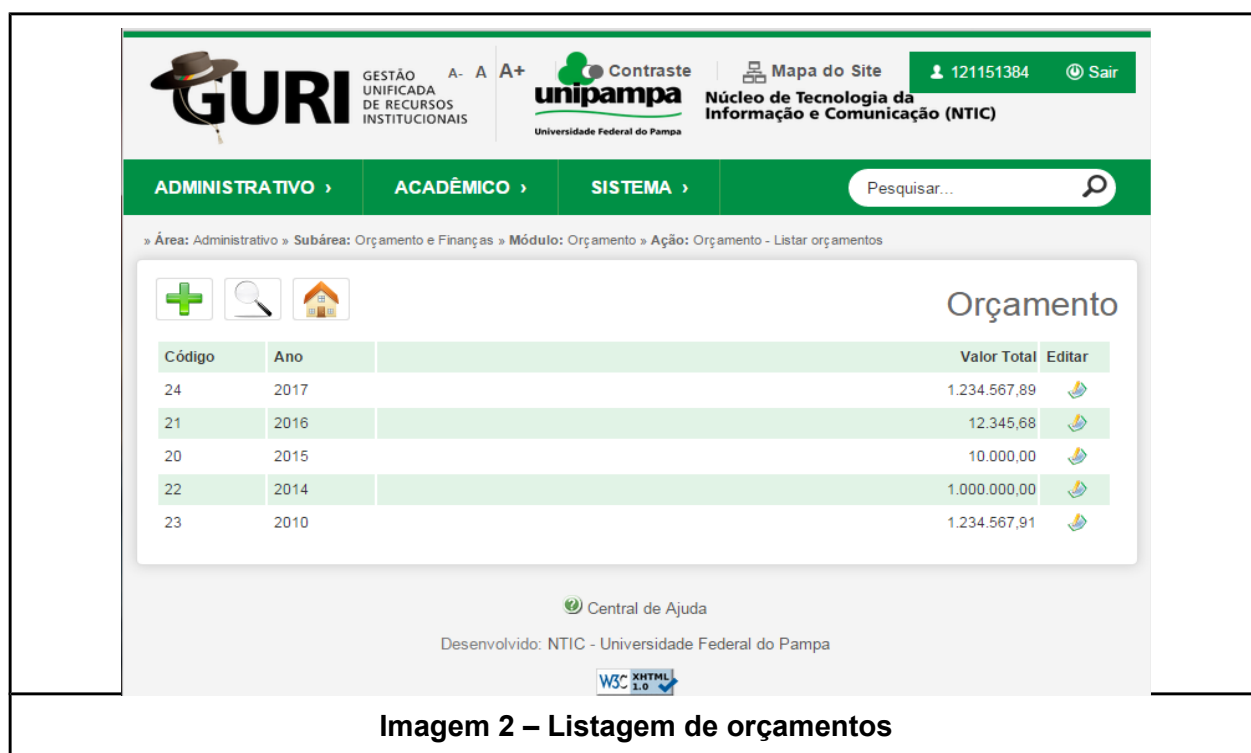 GURI
GESTÃO
UNIFICADA
DE RECURSOS
INSTITUCIONAIS
A- A A+
unipampa
Universidade Federal do Pampa
Contraste
Mapa do Site
121151384 Sair
Núcleo de Tecnologia da
Informação e Comunicação (NTIC)
ADMINISTRATIVO › ACADÊMICO › SISTEMA › Pesquisar...
» Área: Administrativo » Subárea: Orçamento e Finanças » Módulo: Orçamento » Ação: Orçamento - Listar orçamentos
Orçamento
Código Ano Valor Total Editar
24 2017 1.234.567,89
21 2016 12.345,68
20 2015 10.000,00
22 2014 1.000.000,00
23 2010 1.234.567,91
Central de Ajuda
Desenvolvido: NTIC - Universidade Federal do Pampa
W3C XHTML 1.0
Imagem 2 – Listagem de orçamentos